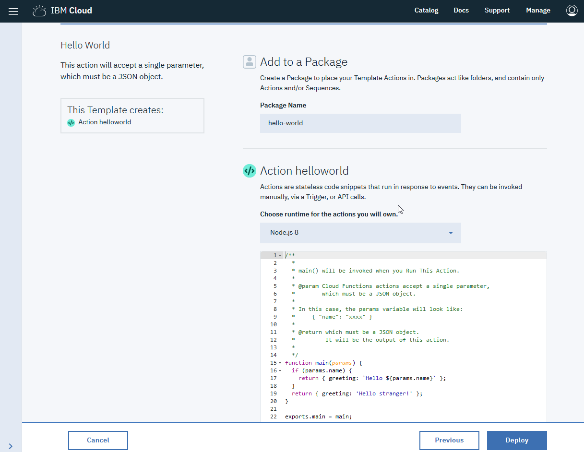 IBM Cloud
Catalog Docs Support Manage
Hello World
This action will accept a single parameter,
which must be a JSON object.
This Template creates:
Action helloworld
Add to a Package
Create a Package to place your Template Actions in. Packages act like folders, and contain only
Actions and/or Sequences.
Package Name
hello-world
Action helloworld
Actions are stateless code snippets that run in response to events. They can be invoked
manually, via a Trigger, or API calls.
Choose runtime for the actions you will own.
Node.js 8
1 /**
2 *
3 * main() will be invoked when you Run This Action.
4 *
5 * @param Cloud Functions actions accept a single parameter,
6 * which must be a JSON object.
7 *
8 * In this case, the params variable will look like:
9 * { "name": "xxxx" }
10 *
11 * @return which must be a JSON object.
12 * It will be the output of this action.
13 *
14 */
15 function main(params) {
16 if (params.name) {
17 return { greeting: `Hello ${params.name}` };
18 }
19 return { greeting: 'Hello stranger!' };
20 }
21
22 exports.main = main;
Cancel
Previous
Deploy